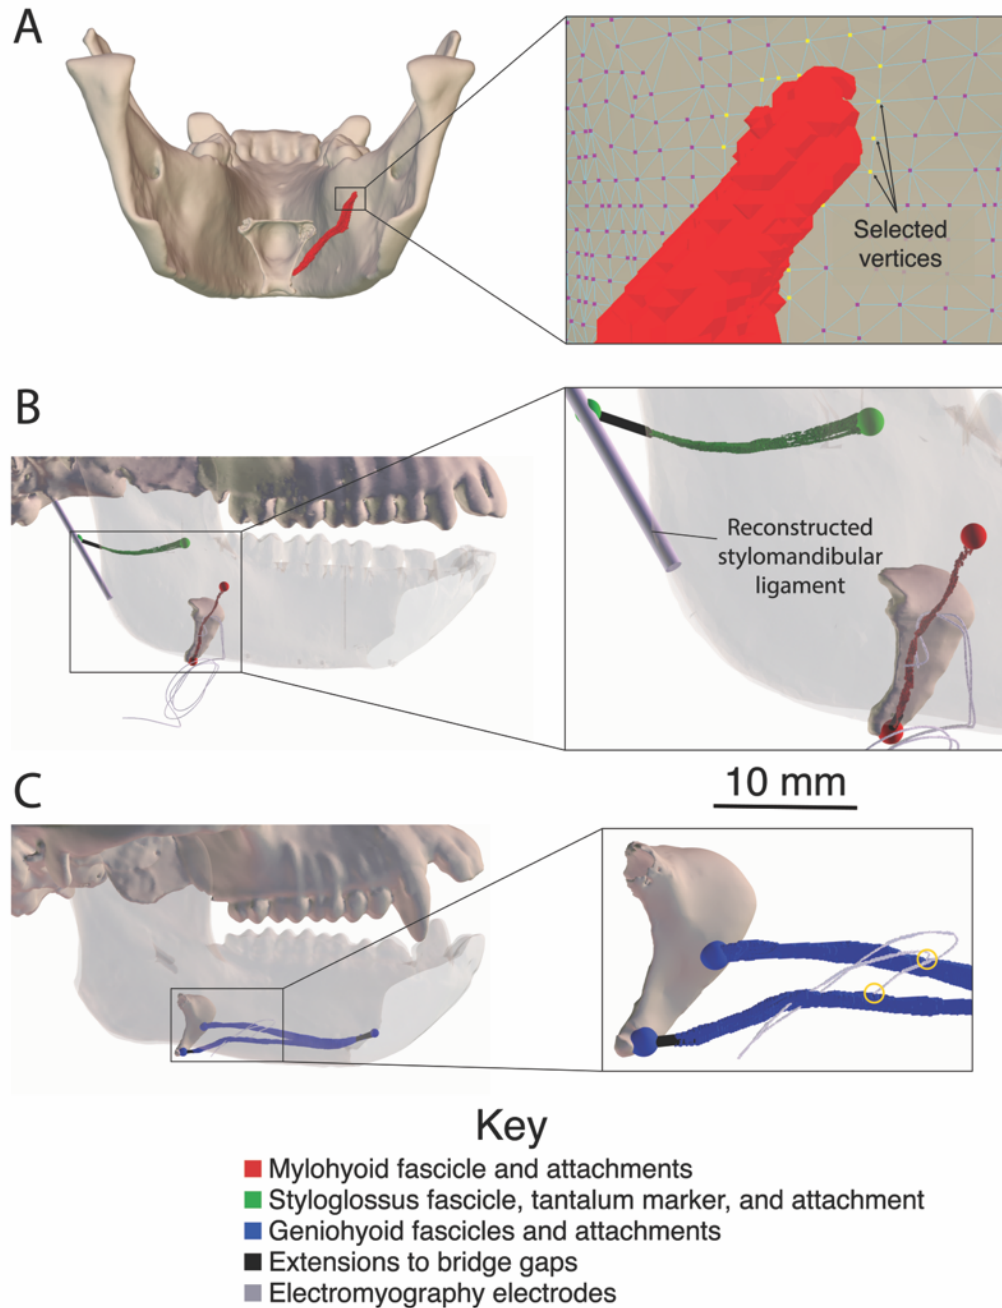 A
Selected
vertices
B
Reconstructed
stylomandibular
ligament
C
10 mm
Key
Mylohyoid fascicle and attachments
Styloglossus fascicle, tantalum marker, and attachment
Geniohyoid fascicles and attachments
Extensions to bridge gaps
Electromyography electrodes